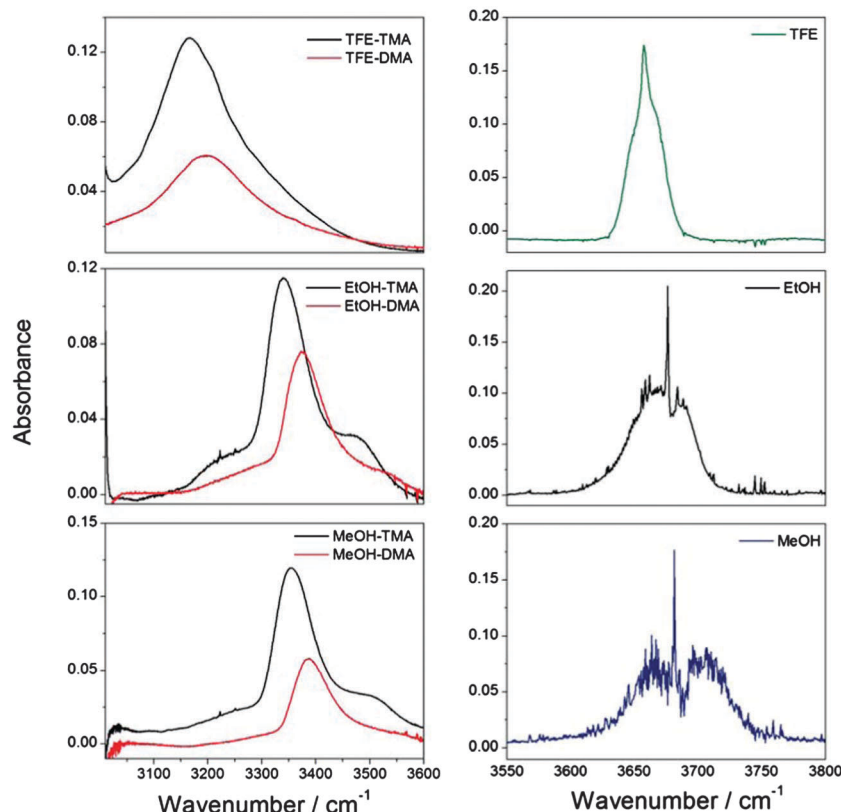 0.12
0.08
0.04
TFE-TMA
TFE-DMA
0.20
0.15
0.10
0.05
0.00
TFE
0.12
0.08
0.04
0.00
EtOH-TMA
EtOH-DMA
0.20
0.15
0.10
0.05
0.00
EtOH
0.15
0.10
0.05
0.00
MeOH-TMA
MeOH-DMA
0.20
0.15
0.10
0.05
0.00
MeOH
Absorbance
3100 3200 3300 3400 3500 3600
3550 3600 3650 3700 3750 3800
Wavenumber / cm⁻¹
Wavenumber / cm⁻¹